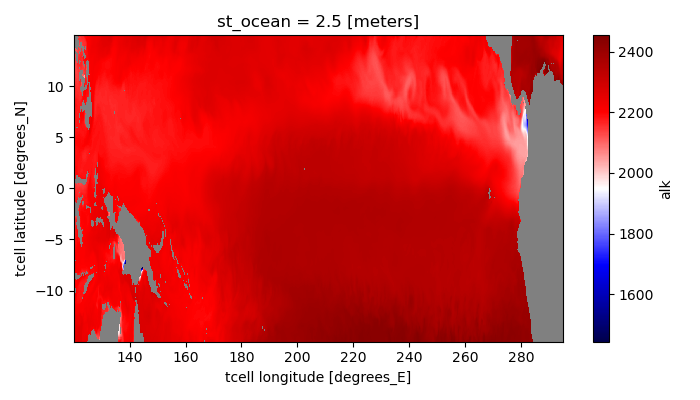 st_ocean = 2.5 [meters]
tcell latitude [degrees_N]
10
5
0
−5
−10
140 160 180 200 220 240 260 280
tcell longitude [degrees_E]
2400
2200
2000
1800
1600
alk